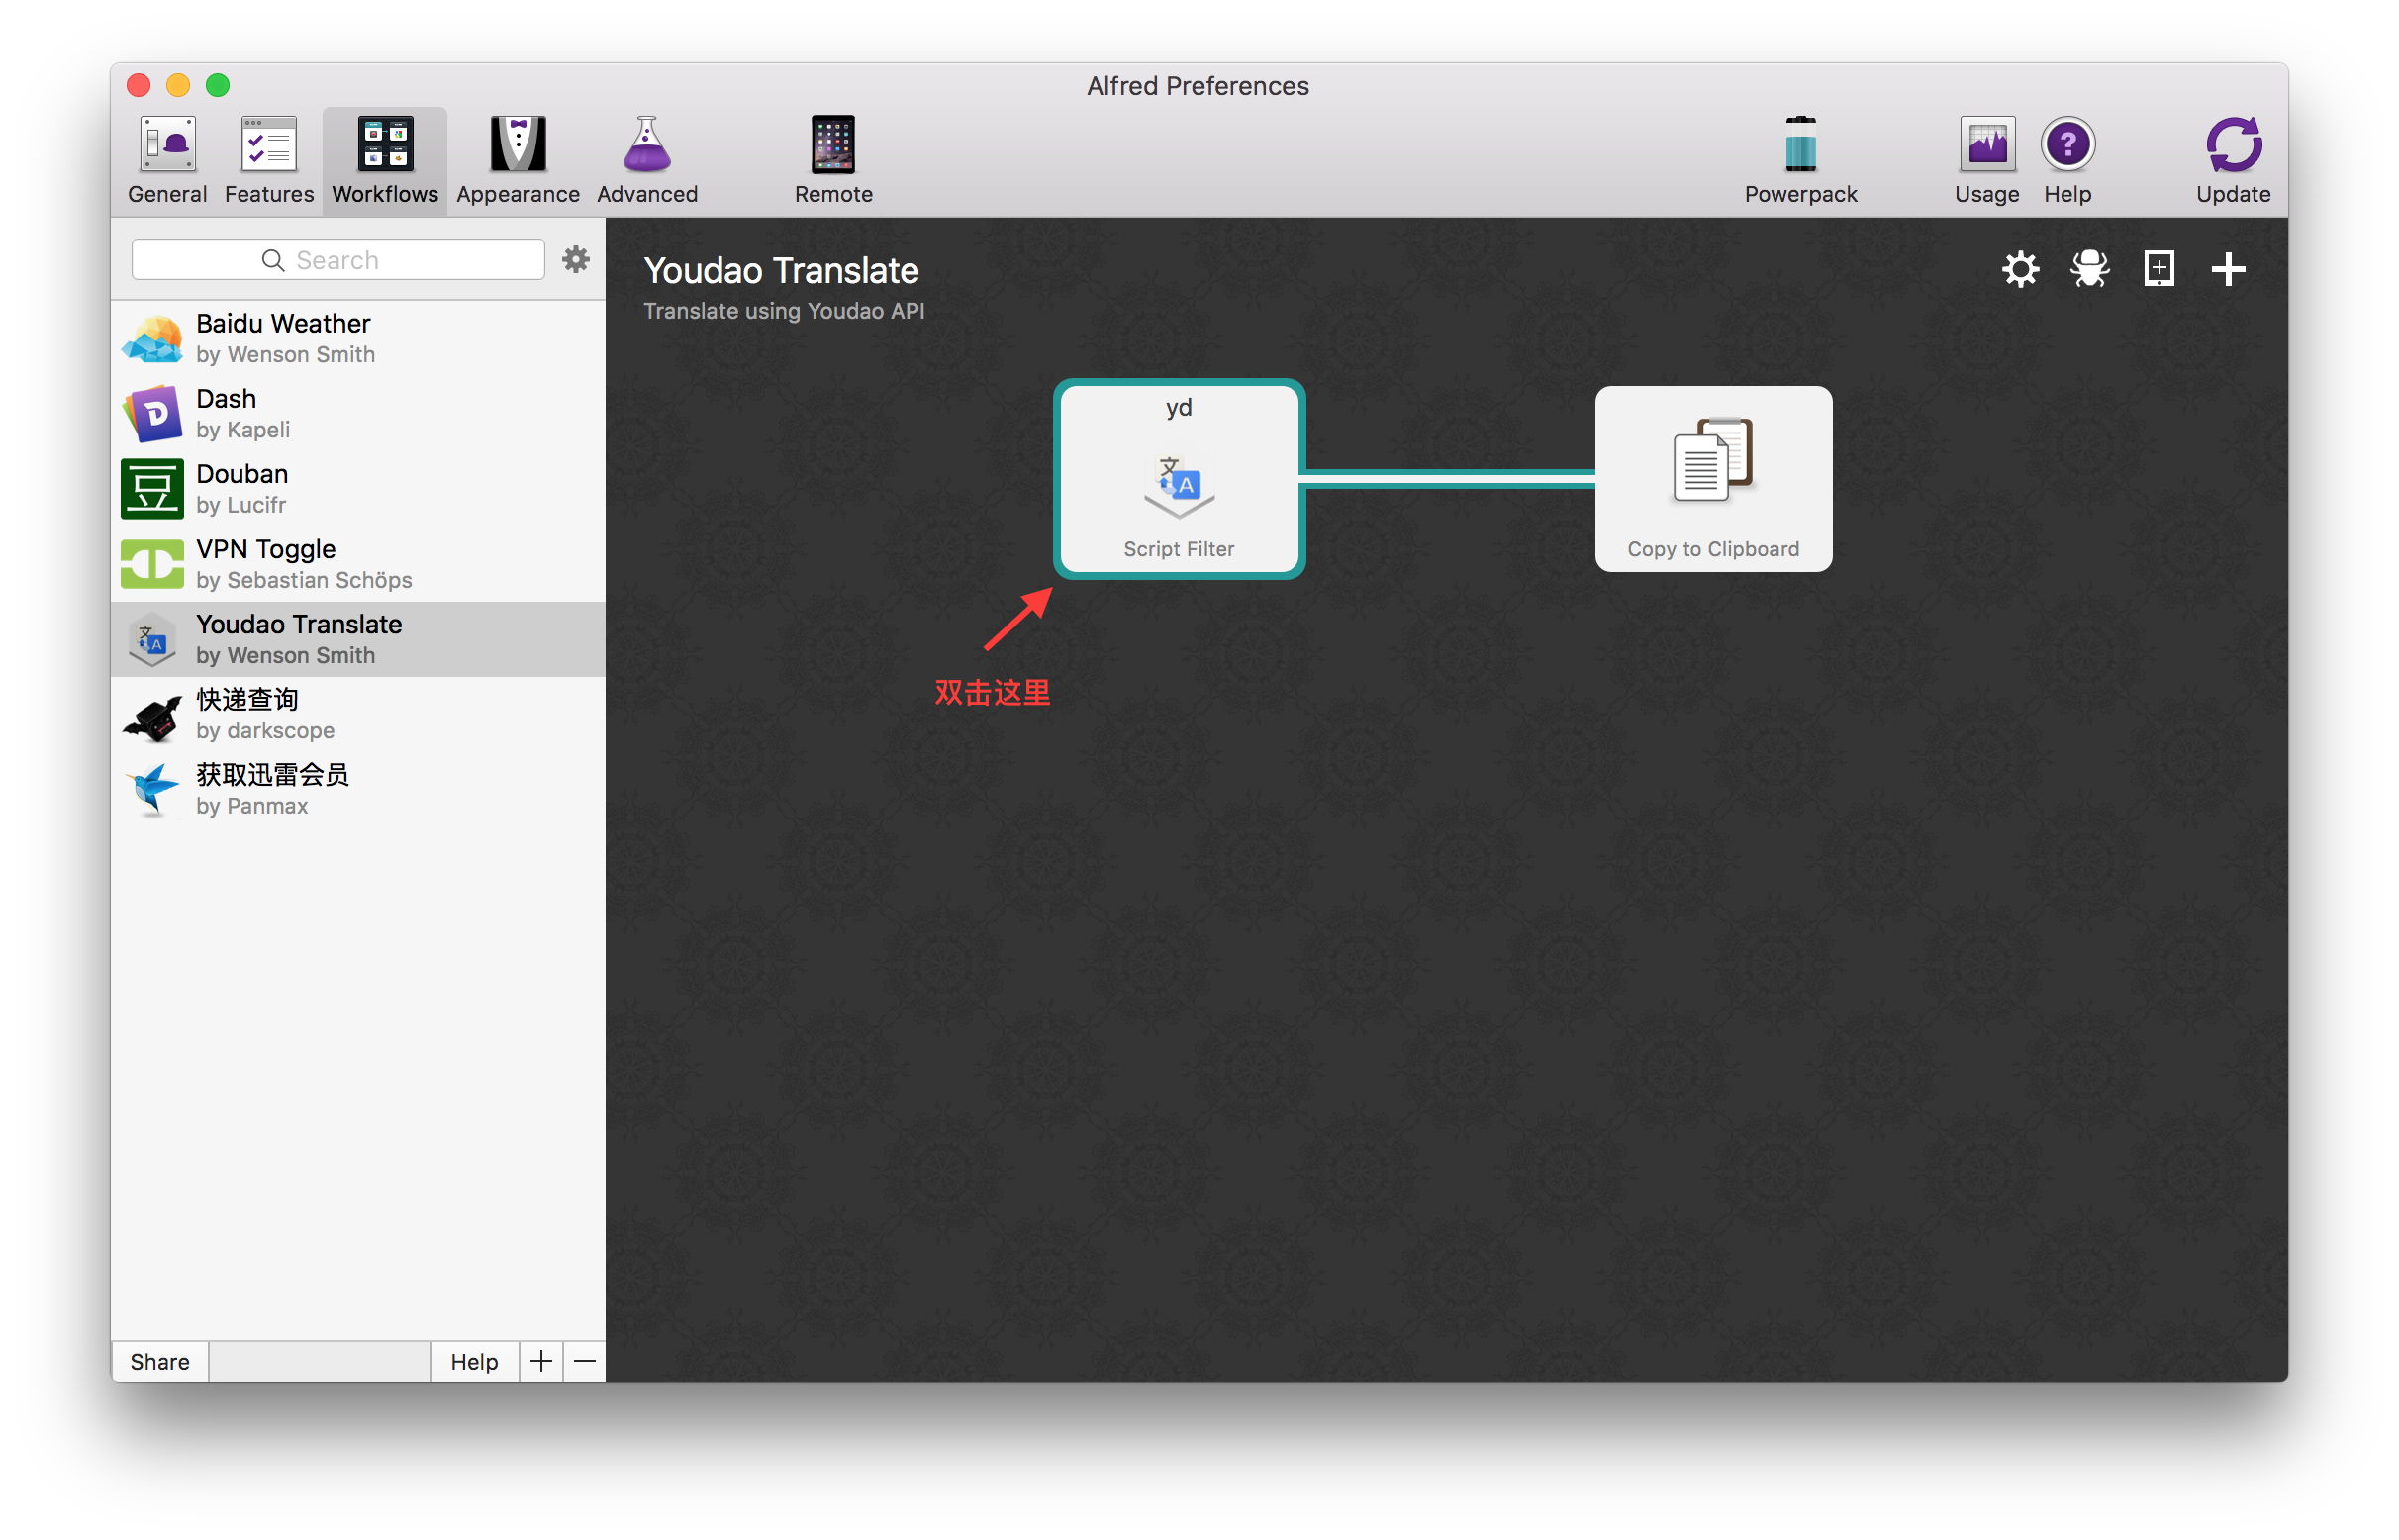 Alfred Preferences
General
Features
Workflows
Appearance
Advanced
Remote
Powerpack
Usage
Help
Update
Search
Baidu Weather
by Wenson Smith
Dash
by Kapeli
豆
Douban
by Lucifr
VPN Toggle
by Sebastian Schöps
Youdao Translate
by Wenson Smith
快递查询
by darkscope
获取迅雷会员
by Panmax
Share
Help
Youdao Translate
Translate using Youdao API
yd
文
A
Script Filter
Copy to Clipboard
双击这里